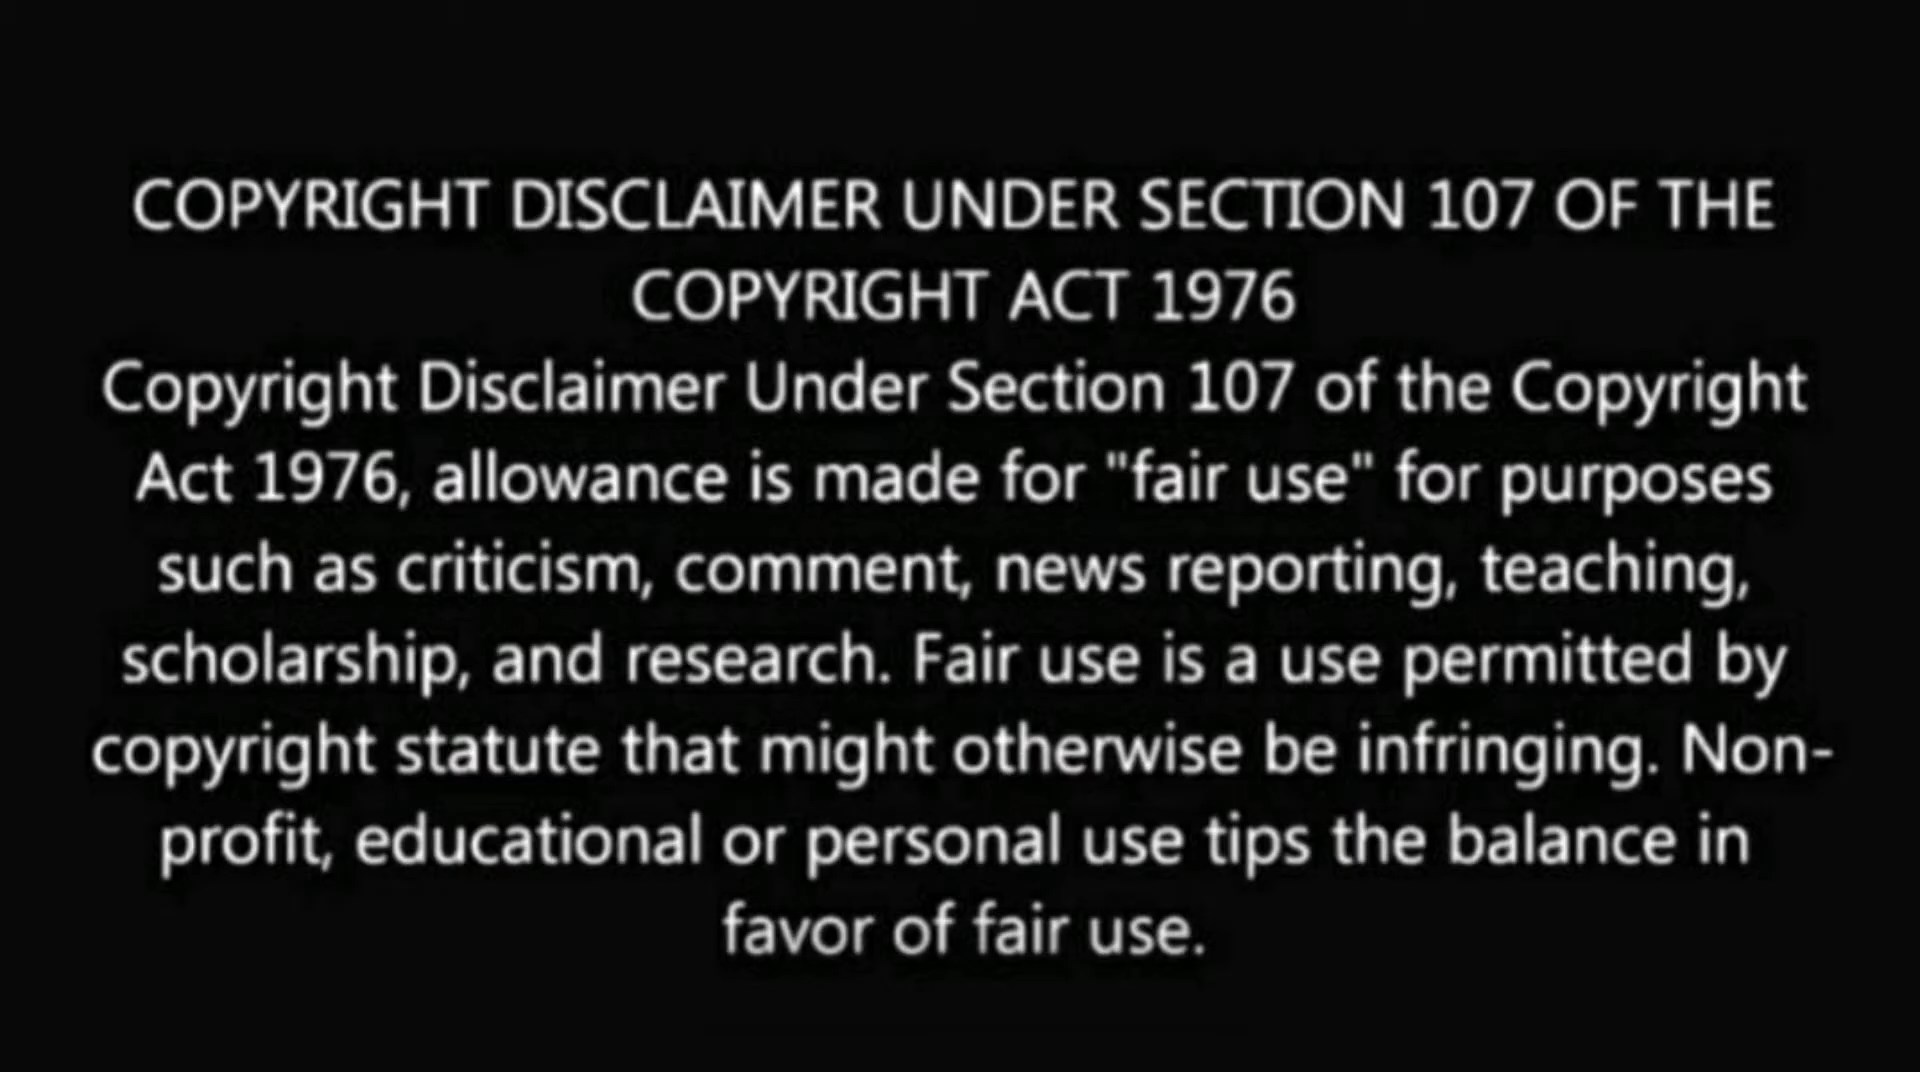 COPYRIGHT DISCLAIMER UNDER SECTION 107 OF THE
COPYRIGHT ACT 1976
Copyright Disclaimer Under Section 107 of the Copyright
Act 1976, allowance is made for "fair use" for purposes
such as criticism, comment, news reporting, teaching,
scholarship, and research. Fair use is a use permitted by
copyright statute that might otherwise be infringing. Non-
profit, educational or personal use tips the balance in
favor of fair use.